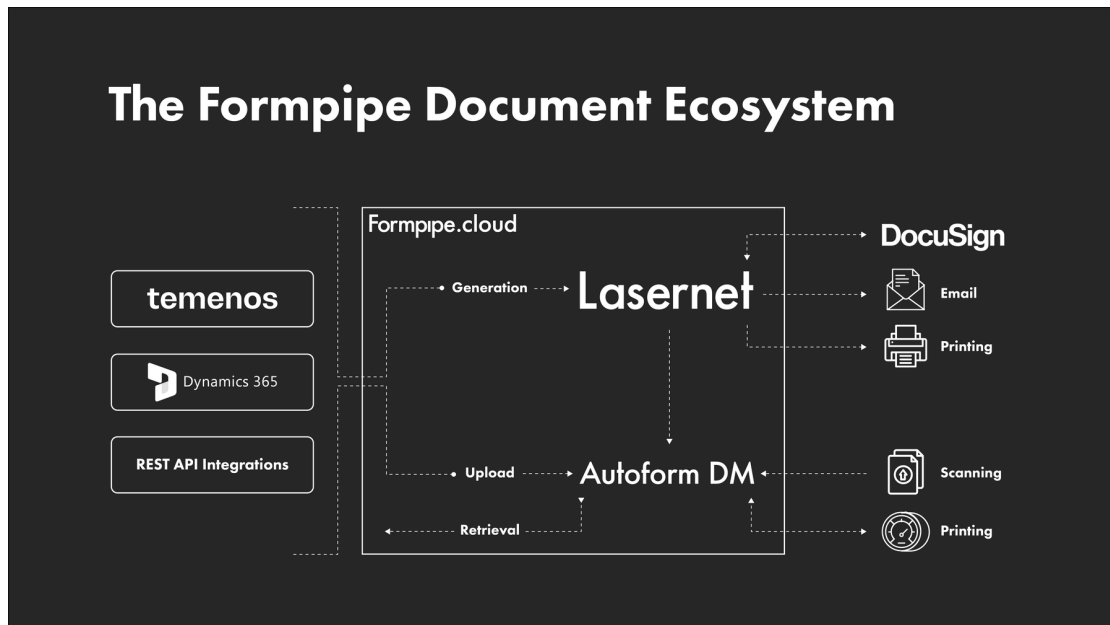 The Formpipe Document Ecosystem
Formpipe.cloud
temenos
Dynamics 365
REST API Integrations
Generation
Lasernet
Upload
Autoform DM
Retrieval
DocuSign
Email
Printing
Scanning
Printing